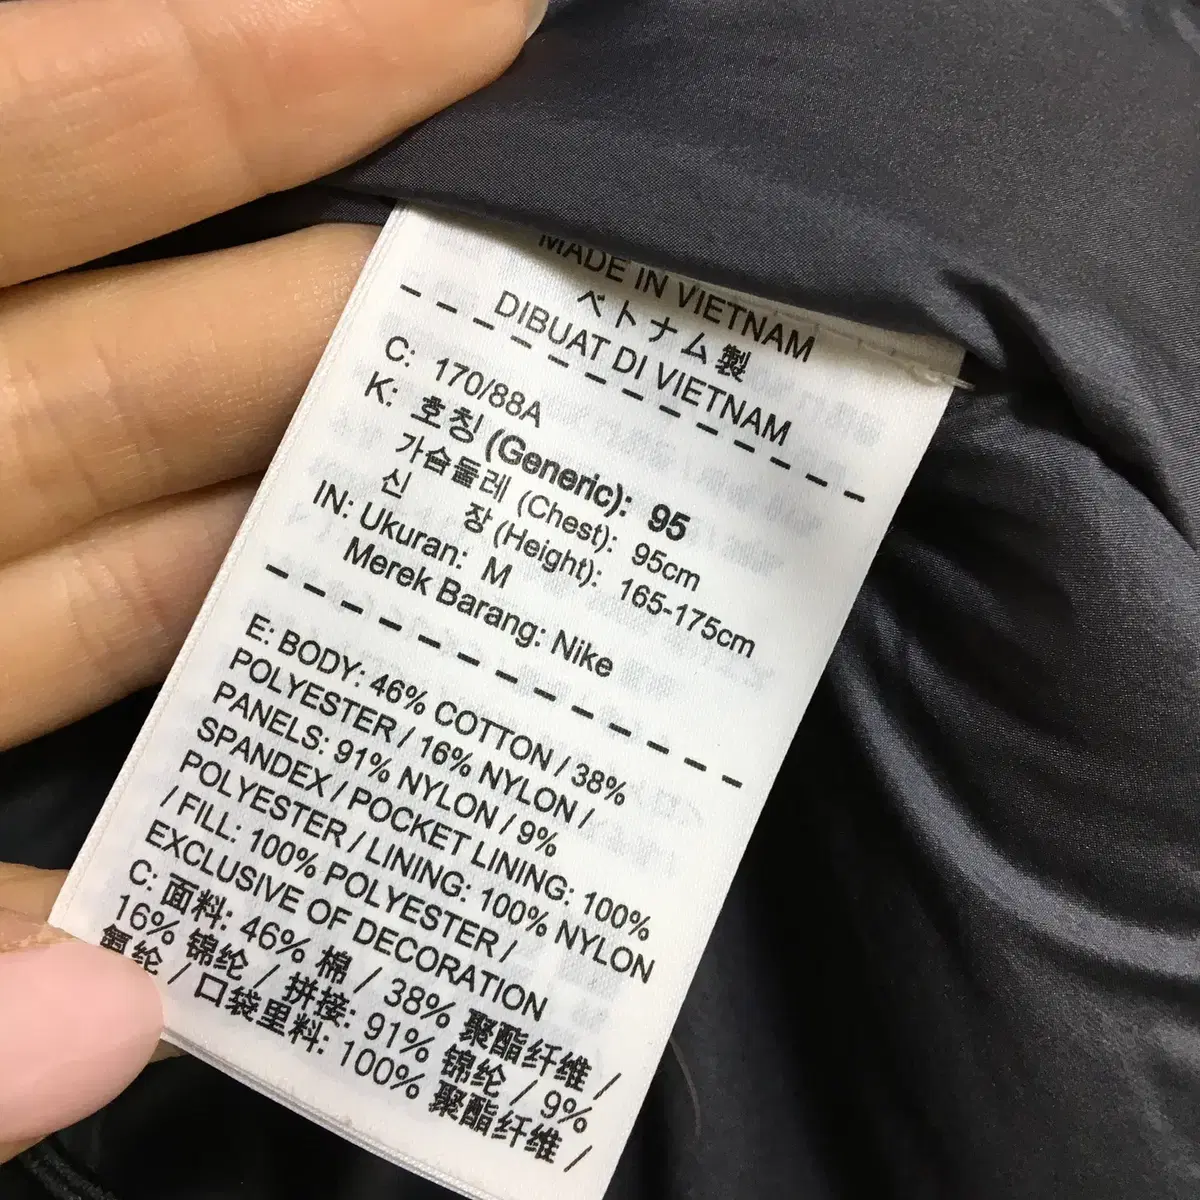 MADE IN VIETNAM
ベトナム製
DIBUAT DI VIETNAM
C: 170/88A
K: 호칭 (Generic): 95
가슴둘레 (Chest): 95cm
신 장 (Height): 165-175cm
IN: Ukuran: M
Merek Barang: Nike
E: BODY: 46% COTTON / 38%
POLYESTER / 16% NYLON /
PANELS: 91% NYLON / 9%
SPANDEX / POCKET LINING: 100%
POLYESTER / LINING: 100% NYLON
/ FILL: 100% POLYESTER /
EXCLUSIVE OF DECORATION
C: 面料: 46% 棉 / 38% 聚酯纤维 /
16% 锦纶 / 拼接: 91% 锦纶 / 9%
氨纶 / 口袋里料: 100% 聚酯纤维 /